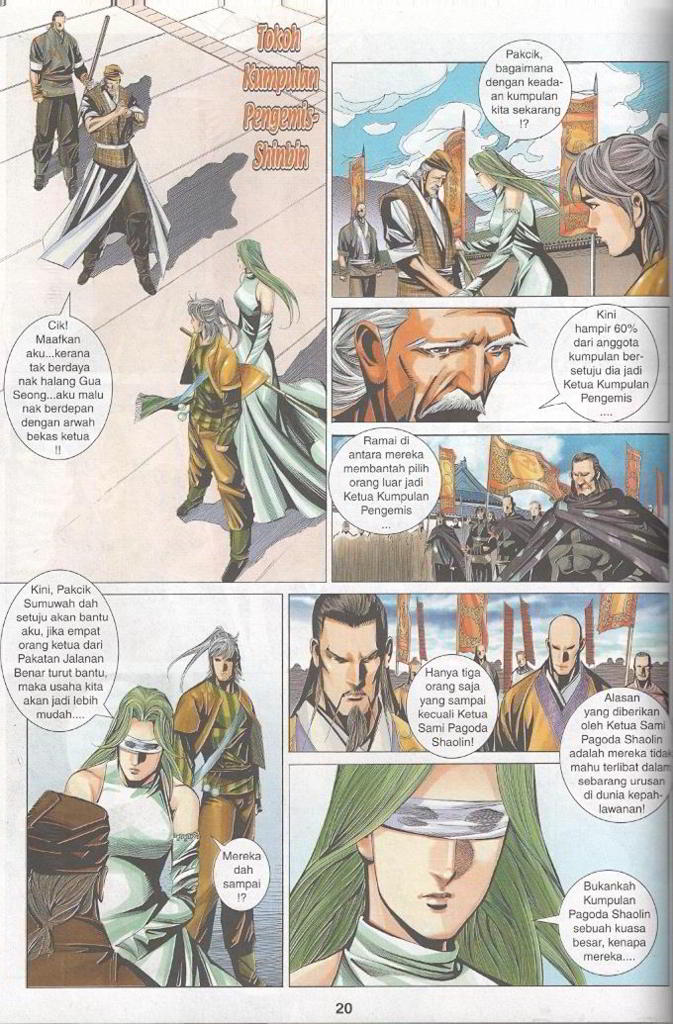 Tokoh
Kumpulan
Pengemis-
Shinbin
Cik!
Maafkan
aku...kerana
tak berdaya
nak halang Gua
Seong...aku malu
nak berdepan
dengan arwah
bekas ketua
!!
Pakcik,
bagaimana
dengan keada-
an kumpulan
kita sekarang
!?
Kini
hampir 60%
dari anggota
kumpulan ber-
setuju dia jadi
Ketua Kumpulan
Pengemis
....
Ramai di
antara mereka
membantah pilih
orang luar jadi
Ketua Kumpulan
Pengemis
...
Kini, Pakcik
Sumuwah dah
setuju akan bantu
aku, jika empat
orang ketua dari
Pakatan Jalanan
Benar turut bantu,
maka usaha kita
akan jadi lebih
mudah....
Mereka
dah
sampai
!?
Hanya tiga
orang saja
yang sampai
kecuali Ketua
Sami Pagoda
Shaolin!
Alasan
yang diberikan
oleh Ketua Sami
Pagoda Shaolin
adalah mereka tidak
mahu terlibat dalam
sebarang urusan
di dunia kepah-
lawanan!
Bukankah
Kumpulan
Pagoda Shaolin
sebuah kuasa
besar, kenapa
mereka....
20